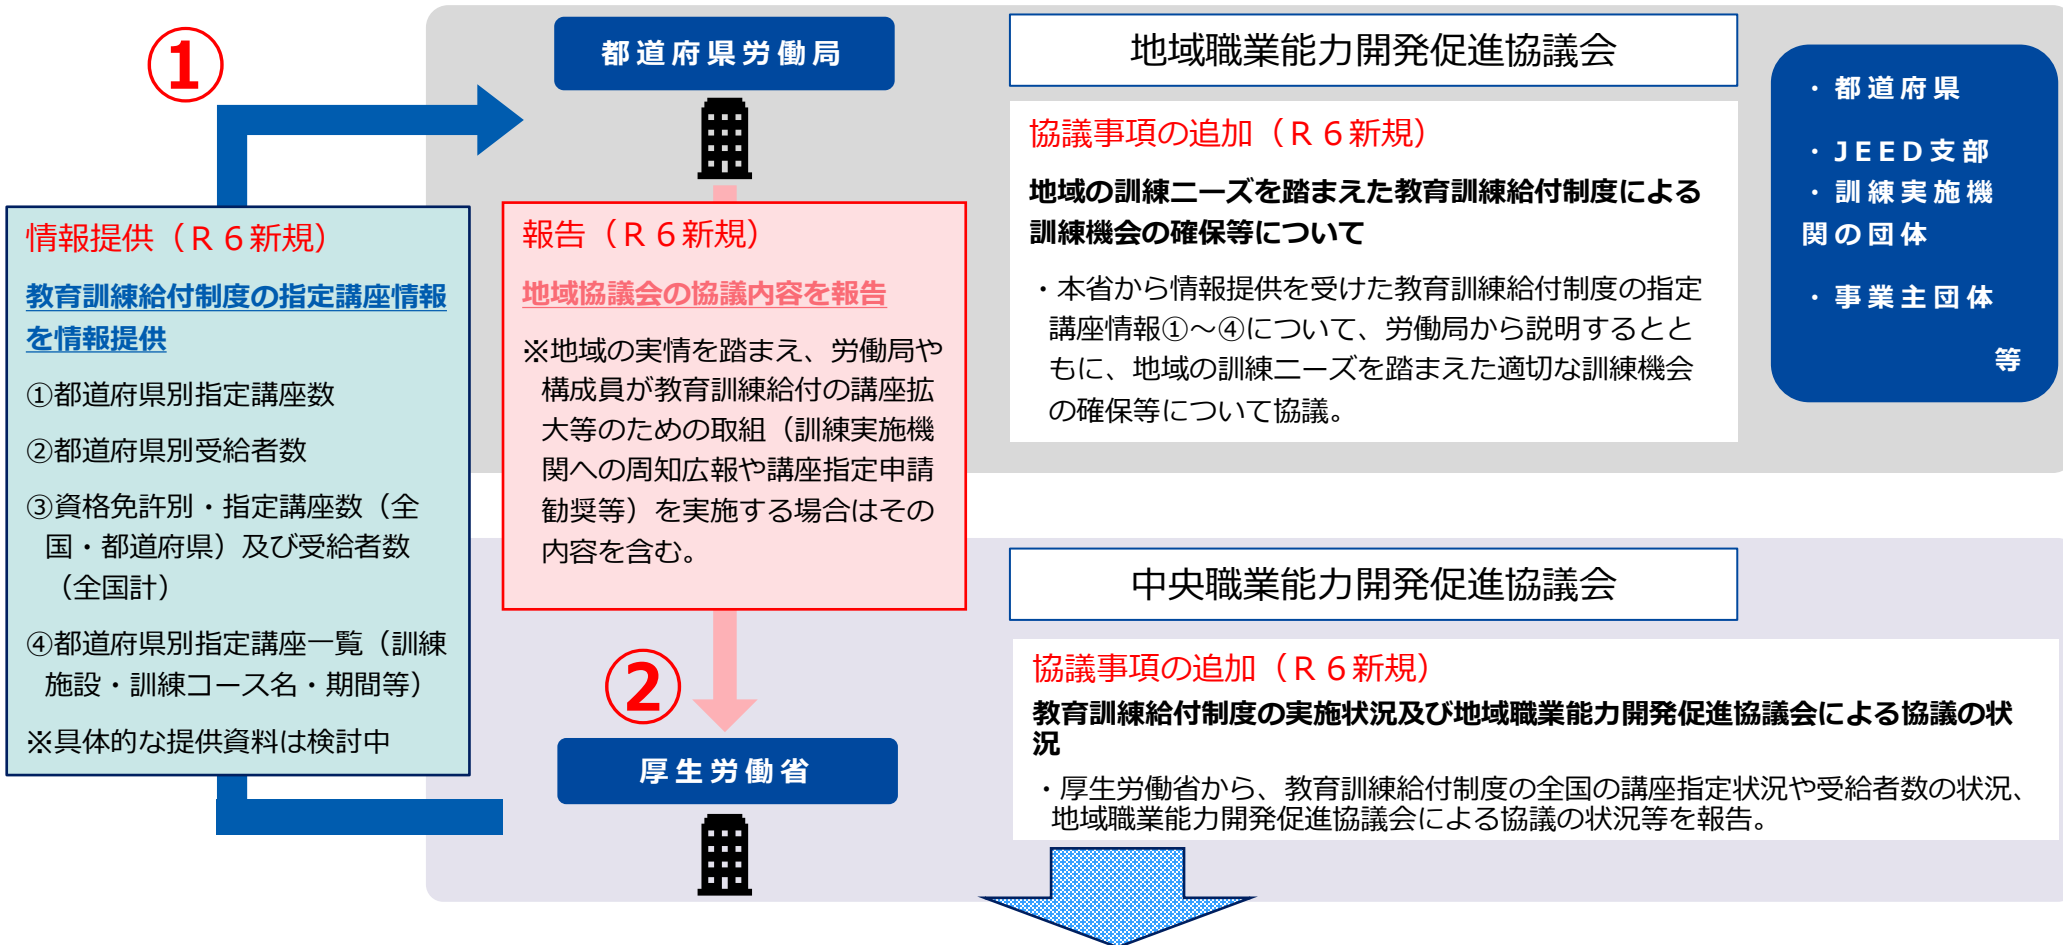 ①
都道府県労働局
地域職業能力開発促進協議会
・都道府県
・JEED支部
・訓練実施機
関の団体
・事業主団体
等
協議事項の追加（Ｒ６新規）
地域の訓練ニーズを踏まえた教育訓練給付制度による
訓練機会の確保等について
・本省から情報提供を受けた教育訓練給付制度の指定
講座情報①～④について、労働局から説明するとと
もに、地域の訓練ニーズを踏まえた適切な訓練機会
の確保等について協議。
情報提供（Ｒ６新規）
教育訓練給付制度の指定講座情報
を情報提供
①都道府県別指定講座数
②都道府県別受給者数
③資格免許別・指定講座数（全
国・都道府県）及び受給者数
（全国計）
④都道府県別指定講座一覧（訓練
施設・訓練コース名・期間等）
※具体的な提供資料は検討中
報告（Ｒ６新規）
地域協議会の協議内容を報告
※地域の実情を踏まえ、労働局や
構成員が教育訓練給付の講座拡
大等のための取組（訓練実施機
関への周知広報や講座指定申請
勧奨等）を実施する場合はその
内容を含む。
②
厚生労働省
中央職業能力開発促進協議会
協議事項の追加（Ｒ６新規）
教育訓練給付制度の実施状況及び地域職業能力開発促進協議会による協議の状
況
・厚生労働省から、教育訓練給付制度の全国の講座指定状況や受給者数の状況、
地域職業能力開発促進協議会による協議の状況等を報告。